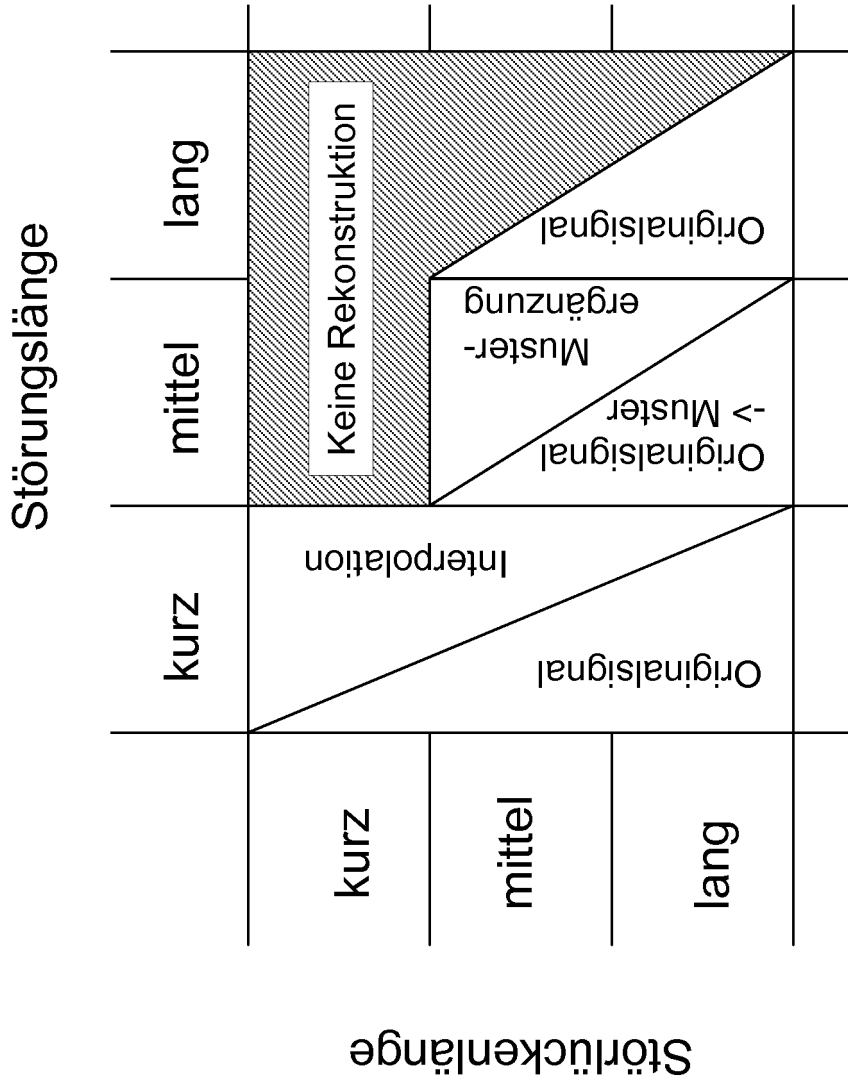 Störungslänge
kurz
mittel
lang
Störlückenlänge
kurz
mittel
lang
Keine Rekonstruktion
Interpolation
Originalsignal
Muster-
ergänzung
Originalsignal
-> Muster
Originalsignal